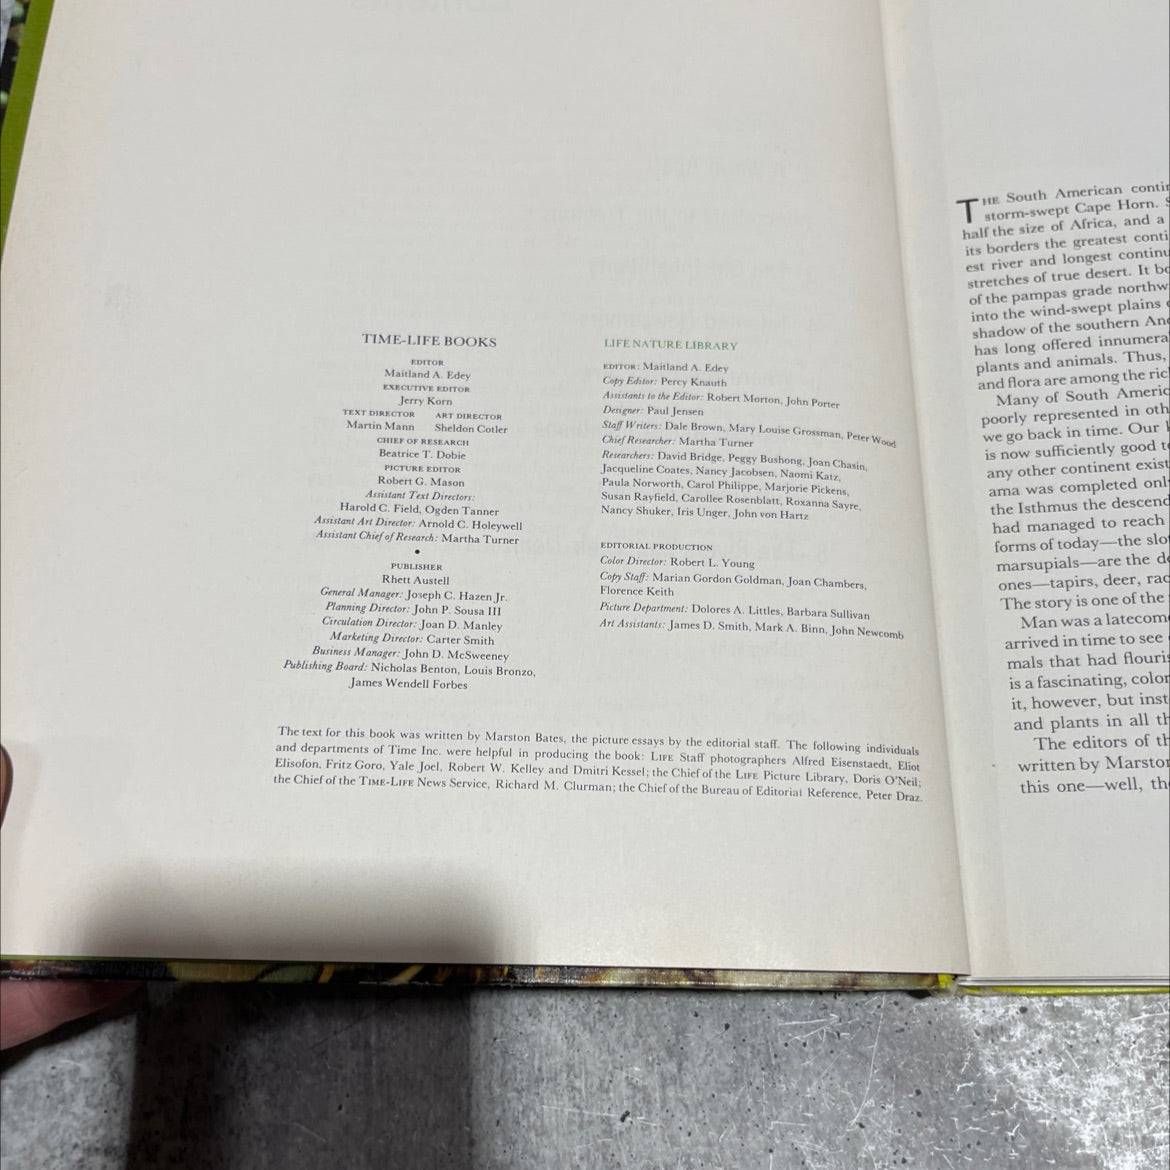 TIME-LIFE BOOKS
EDITOR
Maitland A. Edey
EXECUTIVE EDITOR
Jerry Korn
TEXT DIRECTOR ART DIRECTOR
Martin Mann Sheldon Cotler
CHIEF OF RESEARCH
Beatrice T. Dobie
PICTURE EDITOR
Robert G. Mason
Assistant Text Directors:
Harold C. Field, Ogden Tanner
Assistant Art Director: Arnold C. Holeywell
Assistant Chief of Research: Martha Turner
•
PUBLISHER
Rhett Austell
General Manager: Joseph C. Hazen Jr.
Planning Director: John P. Sousa III
Circulation Director: Joan D. Manley
Marketing Director: Carter Smith
Business Manager: John D. McSweeney
Publishing Board: Nicholas Benton, Louis Bronzo,
James Wendell Forbes
LIFE NATURE LIBRARY
EDITOR: Maitland A. Edey
Copy Editor: Percy Knauth
Assistants to the Editor: Robert Morton, John Porter
Designer: Paul Jensen
Staff Writers: Dale Brown, Mary Louise Grossman, Peter Wood
Chief Researcher: Martha Turner
Researchers: David Bridge, Peggy Bushong, Joan Chasin,
Jacqueline Coates, Nancy Jacobsen, Naomi Katz,
Paula Norworth, Carol Philippe, Marjorie Pickens,
Susan Rayfield, Carollee Rosenblatt, Roxanna Sayre,
Nancy Shuker, Iris Unger, John von Hartz
EDITORIAL PRODUCTION
Color Director: Robert L. Young
Copy Staff: Marian Gordon Goldman, Joan Chambers,
Florence Keith
Picture Department: Dolores A. Littles, Barbara Sullivan
Art Assistants: James D. Smith, Mark A. Binn, John Newcomb
The text for this book was written by Marston Bates, the picture essays by the editorial staff. The following individuals
and departments of Time Inc. were helpful in producing the book: LIFE Staff photographers Alfred Eisenstaedt, Eliot
Elisofon, Fritz Goro, Yale Joel, Robert W. Kelley and Dmitri Kessel; the Chief of the LIFE Picture Library, Doris O'Neil;
the Chief of the TIME-LIFE News Service, Richard M. Clurman; the Chief of the Bureau of Editorial Reference, Peter Draz.
THE South American contin
storm-swept Cape Horn. S
half the size of Africa, and a
its borders the greatest conti
est river and longest continu
stretches of true desert. It bo
of the pampas grade northw
into the wind-swept plains
shadow of the southern And
has long offered innumera
plants and animals. Thus,
and flora are among the ric
Many of South Americ
poorly represented in oth
we go back in time. Our k
is now sufficiently good t
any other continent exist
ama was completed onl
the Isthmus the descend
had managed to reach
forms of today—the slot
marsupials—are the de
ones—tapirs, deer, rac
The story is one of the
Man was a latecome
arrived in time to see
mals that had flouris
is a fascinating, color
it, however, but inst
and plants in all th
The editors of th
written by Marston
this one—well, th